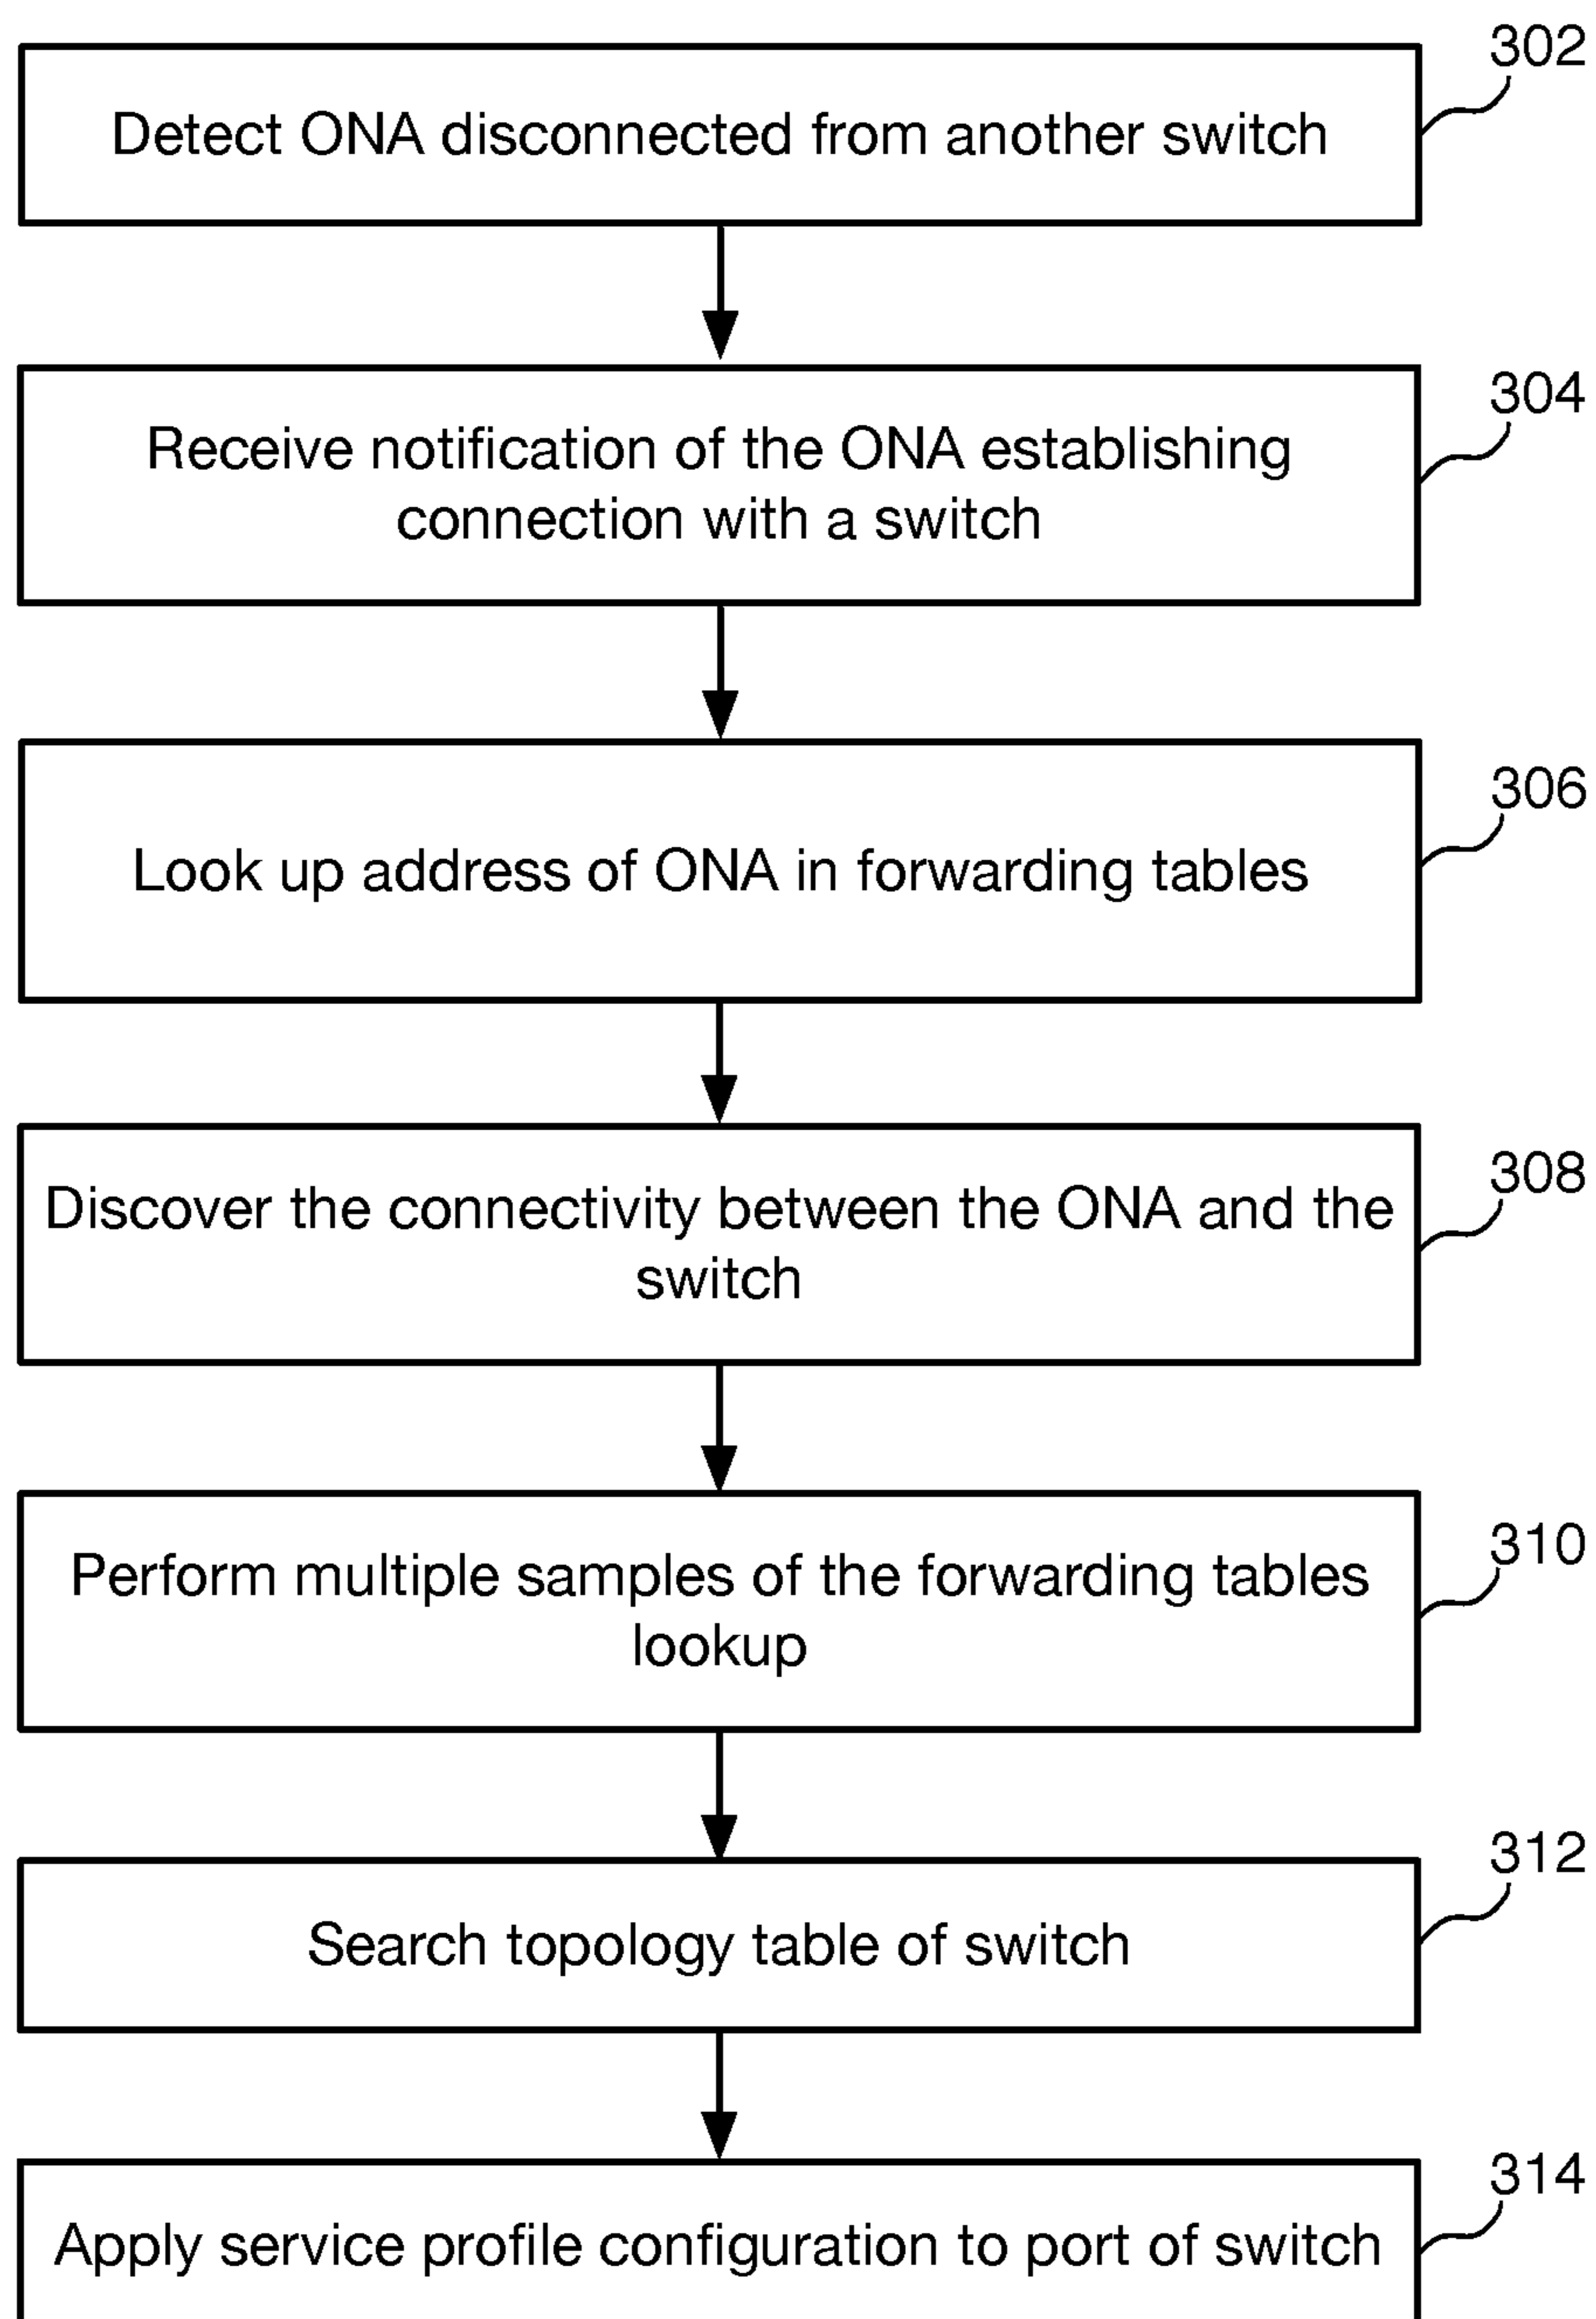 302
Detect ONA disconnected from another switch
304
Receive notification of the ONA establishing
connection with a switch
306
Look up address of ONA in forwarding tables
308
Discover the connectivity between the ONA and the
switch
310
Perform multiple samples of the forwarding tables
lookup
312
Search topology table of switch
314
Apply service profile configuration to port of switch